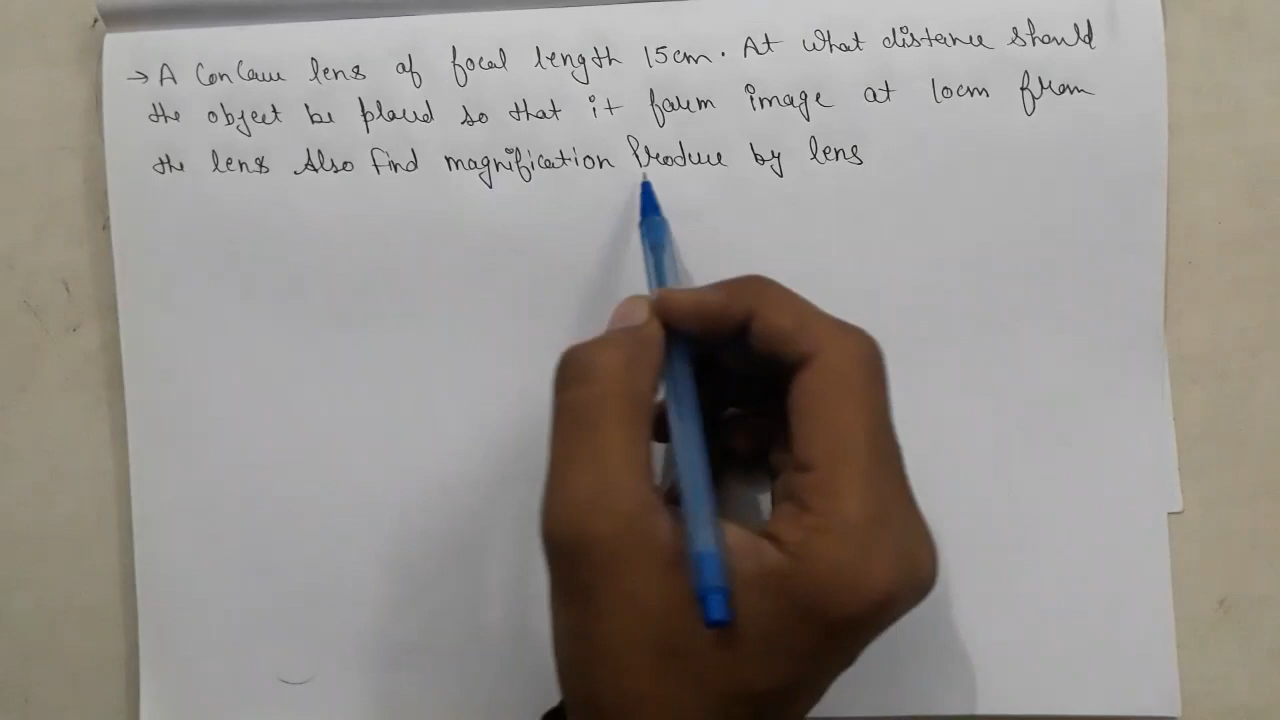 → A Concave lens of focal length 15cm. At what distance should
the object be placed so that it form image at 10cm from
the lens Also find magnification Produce by lens